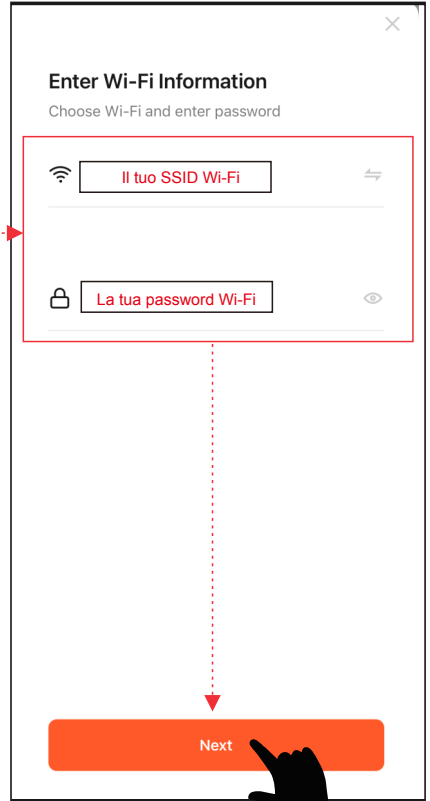 Enter Wi-Fi Information
Choose Wi-Fi and enter password
Il tuo SSID Wi-Fi
La tua password Wi-Fi
Next